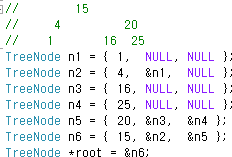 //          15
//      4        20
//     1      16  25
TreeNode n1 = { 1,  NULL, NULL };
TreeNode n2 = { 4,  &n1,  NULL };
TreeNode n3 = { 16, NULL, NULL };
TreeNode n4 = { 25, NULL, NULL };
TreeNode n5 = { 20, &n3,  &n4 };
TreeNode n6 = { 15, &n2,  &n5 };
TreeNode *root = &n6;